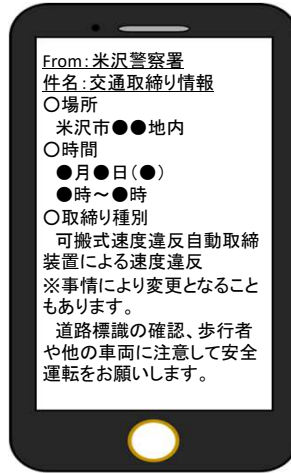 From:米沢警察署
件名:交通取締り情報
○場所
米沢市●●地内
○時間
●月●日(●)
●時～●時
○取締り種別
可搬式速度違反自動取締
装置による速度違反
※事情により変更となること
もあります。
道路標識の確認、歩行者
や他の車両に注意して安全
運転をお願いします。